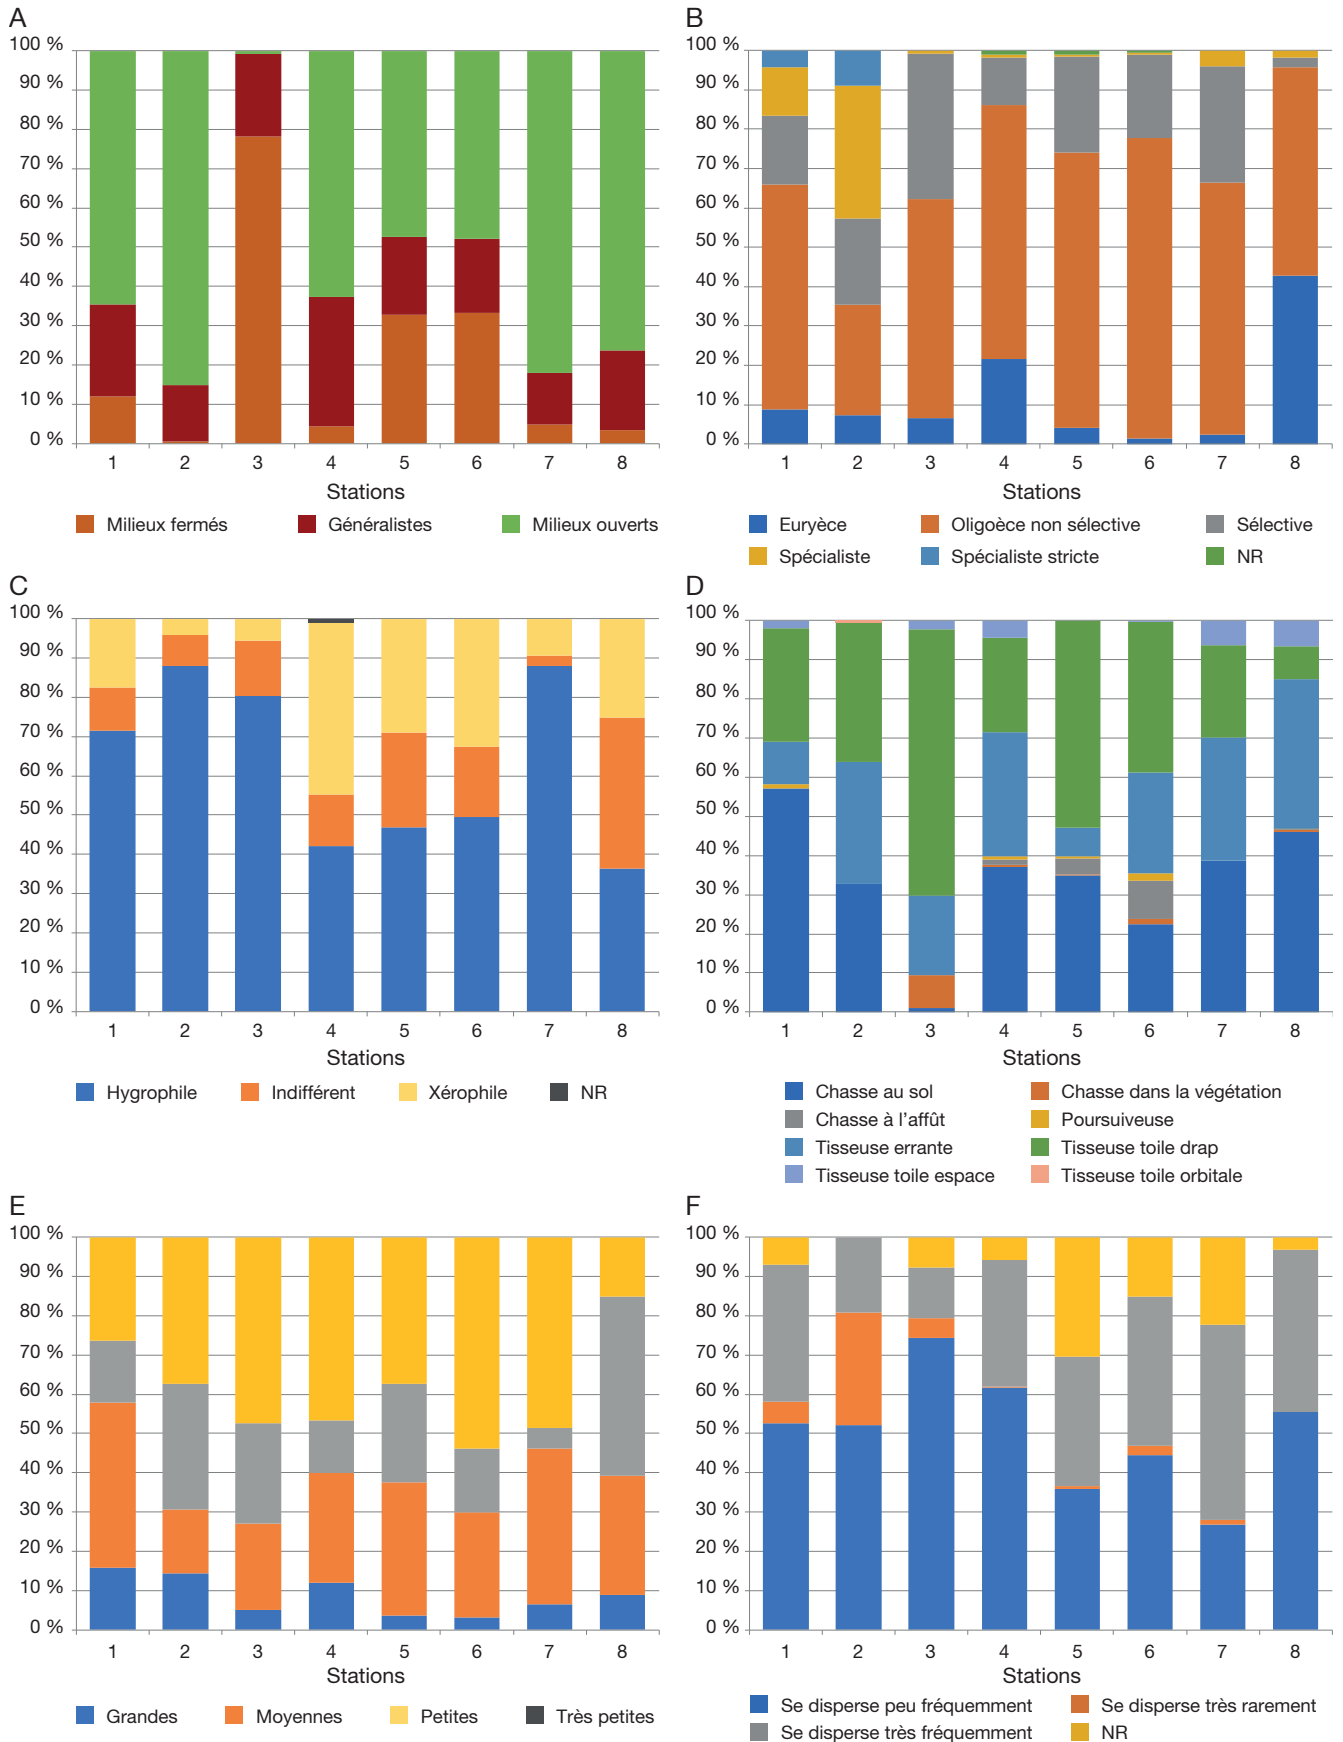 A
100 %
90 %
80 %
70 %
60 %
50 %
40 %
30 %
20 %
10 %
0 %
1 2 3 4 5 6 7 8
Stations
Milieux fermés Généralistes Milieux ouverts
B
100 %
90 %
80 %
70 %
60 %
50 %
40 %
30 %
20 %
10 %
0 %
1 2 3 4 5 6 7 8
Stations
Euryèce Oligoèce non sélective Sélective
Spécialiste Spécialiste stricte NR
C
100 %
90 %
80 %
70 %
60 %
50 %
40 %
30 %
20 %
10 %
0 %
1 2 3 4 5 6 7 8
Stations
Hygrophile Indifférent Xérophile NR
D
100 %
90 %
80 %
70 %
60 %
50 %
40 %
30 %
20 %
10 %
0 %
1 2 3 4 5 6 7 8
Stations
Chasse au sol Chasse dans la végétation
Chasse à l’affût Poursuiveuse
Tisseuse errante Tisseuse toile drap
Tisseuse toile espace Tisseuse toile orbitale
E
100 %
90 %
80 %
70 %
60 %
50 %
40 %
30 %
20 %
10 %
0 %
1 2 3 4 5 6 7 8
Stations
Grandes Moyennes Petites Très petites
F
100 %
90 %
80 %
70 %
60 %
50 %
40 %
30 %
20 %
10 %
0 %
1 2 3 4 5 6 7 8
Stations
Se disperse peu fréquemment Se disperse très rarement
Se disperse très fréquemment NR